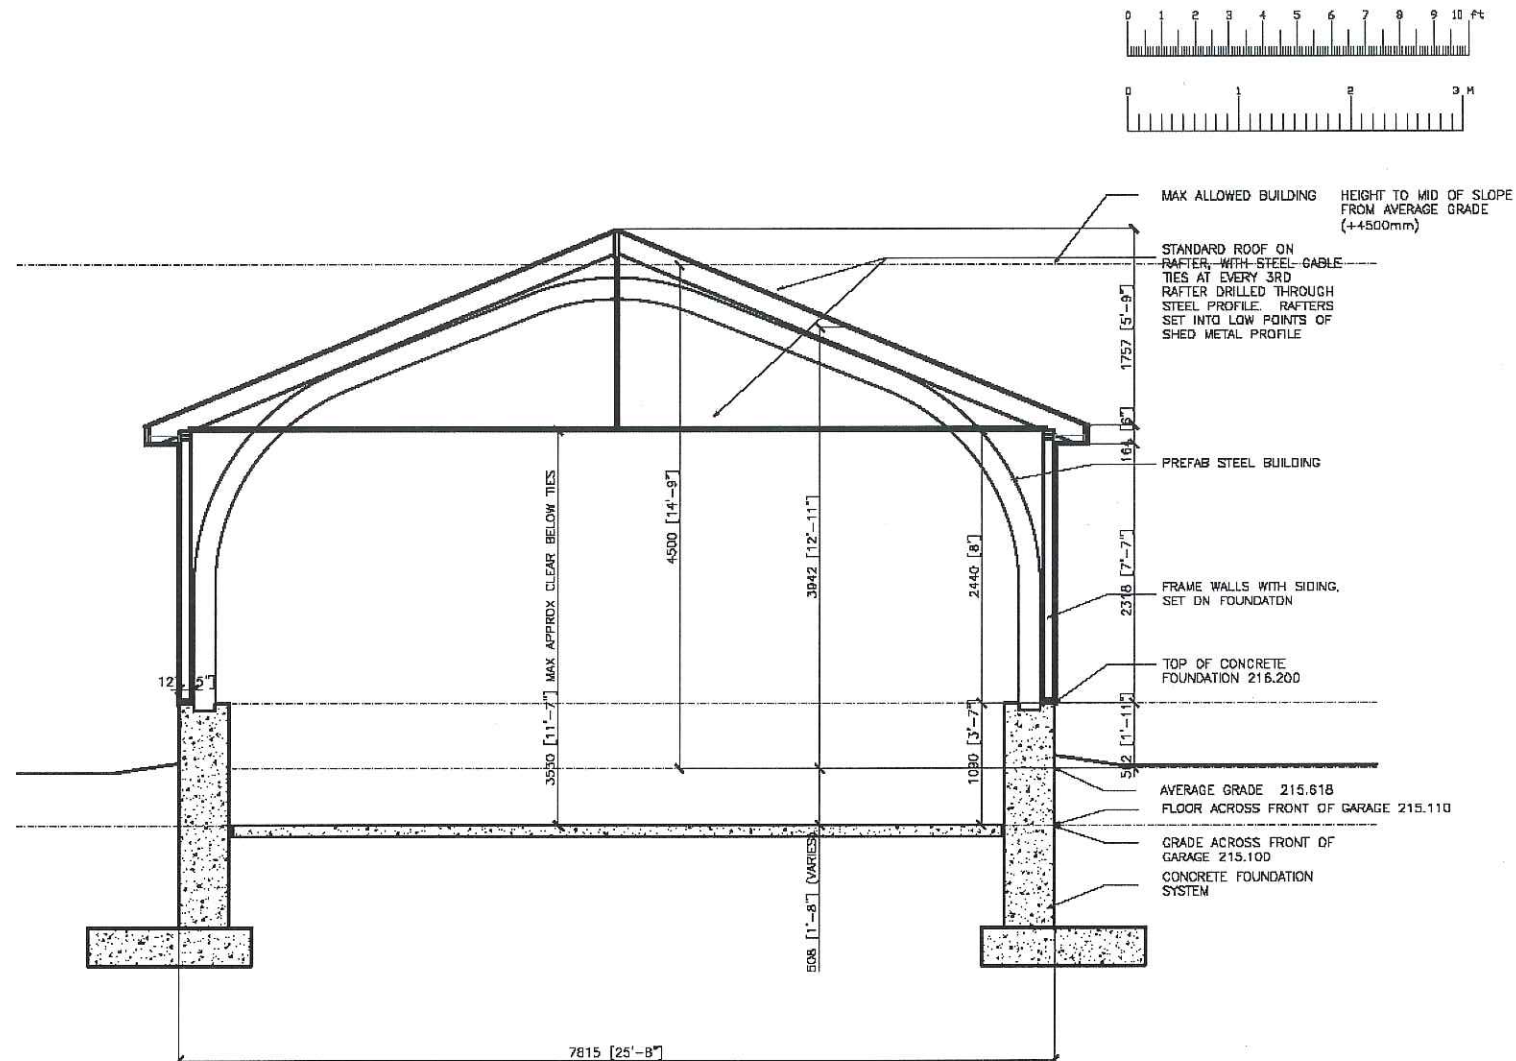 0 1 2 3 4 5 6 7 8 9 10 ft
0 1 2 3 M
MAX ALLOWED BUILDING HEIGHT TO MID OF SLOPE
FROM AVERAGE GRADE
(+4500mm)
STANDARD ROOF ON
RAFTER, WITH STEEL CABLE
TIES AT EVERY 3RD
RAFTER DRILLED THROUGH
STEEL PROFILE. RAFTERS
SET INTO LOW POINTS OF
SHED METAL PROFILE
1757 [5'-9"]
[6"]
PREFAB STEEL BUILDING
3530 [11'-7"] MAX APPROX CLEAR BELOW TIES
4500 [14'-9"]
3942 [12'-11"]
2440 [8']
2318 [7'-7"]
FRAME WALLS WITH SIDING,
SET ON FOUNDATON
TOP OF CONCRETE
FOUNDATION 216.200
1090 [3'-7"]
[1'-11"]
AVERAGE GRADE 215.618
FLOOR ACROSS FRONT OF GARAGE 215.110
GRADE ACROSS FRONT OF
GARAGE 215.100
CONCRETE FOUNDATION
SYSTEM
508 [1'-8"] (VARIES)
7815 [25'-8"]